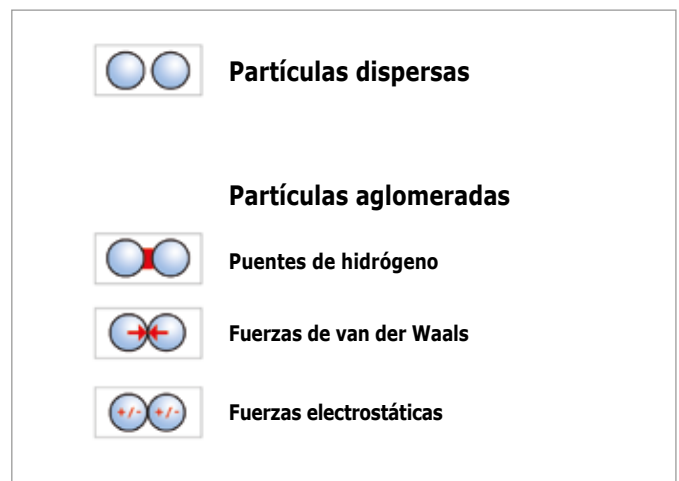 Partículas dispersas
Partículas aglomeradas
Puentes de hidrógeno
Fuerzas de van der Waals
+/- +/- Fuerzas electrostáticas